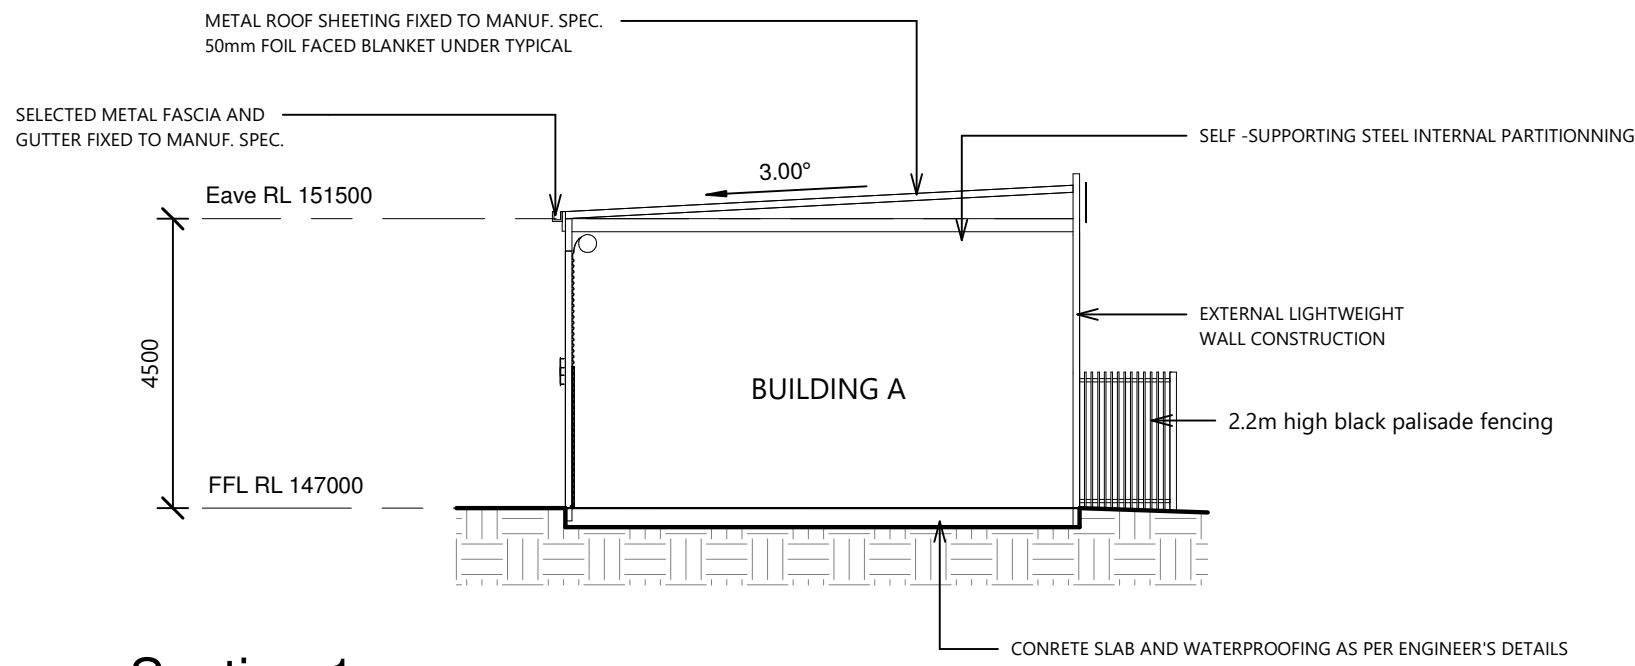 METAL ROOF SHEETING FIXED TO MANUF. SPEC.
50mm FOIL FACED BLANKET UNDER TYPICAL
SELECTED METAL FASCIA AND
GUTTER FIXED TO MANUF. SPEC.
SELF -SUPPORTING STEEL INTERNAL PARTITIONNING
3.00°
Eave RL 151500
EXTERNAL LIGHTWEIGHT
WALL CONSTRUCTION
4500
BUILDING A
2.2m high black palisade fencing
FFL RL 147000
CONRETE SLAB AND WATERPROOFING AS PER ENGINEER'S DETAILS
Section 1